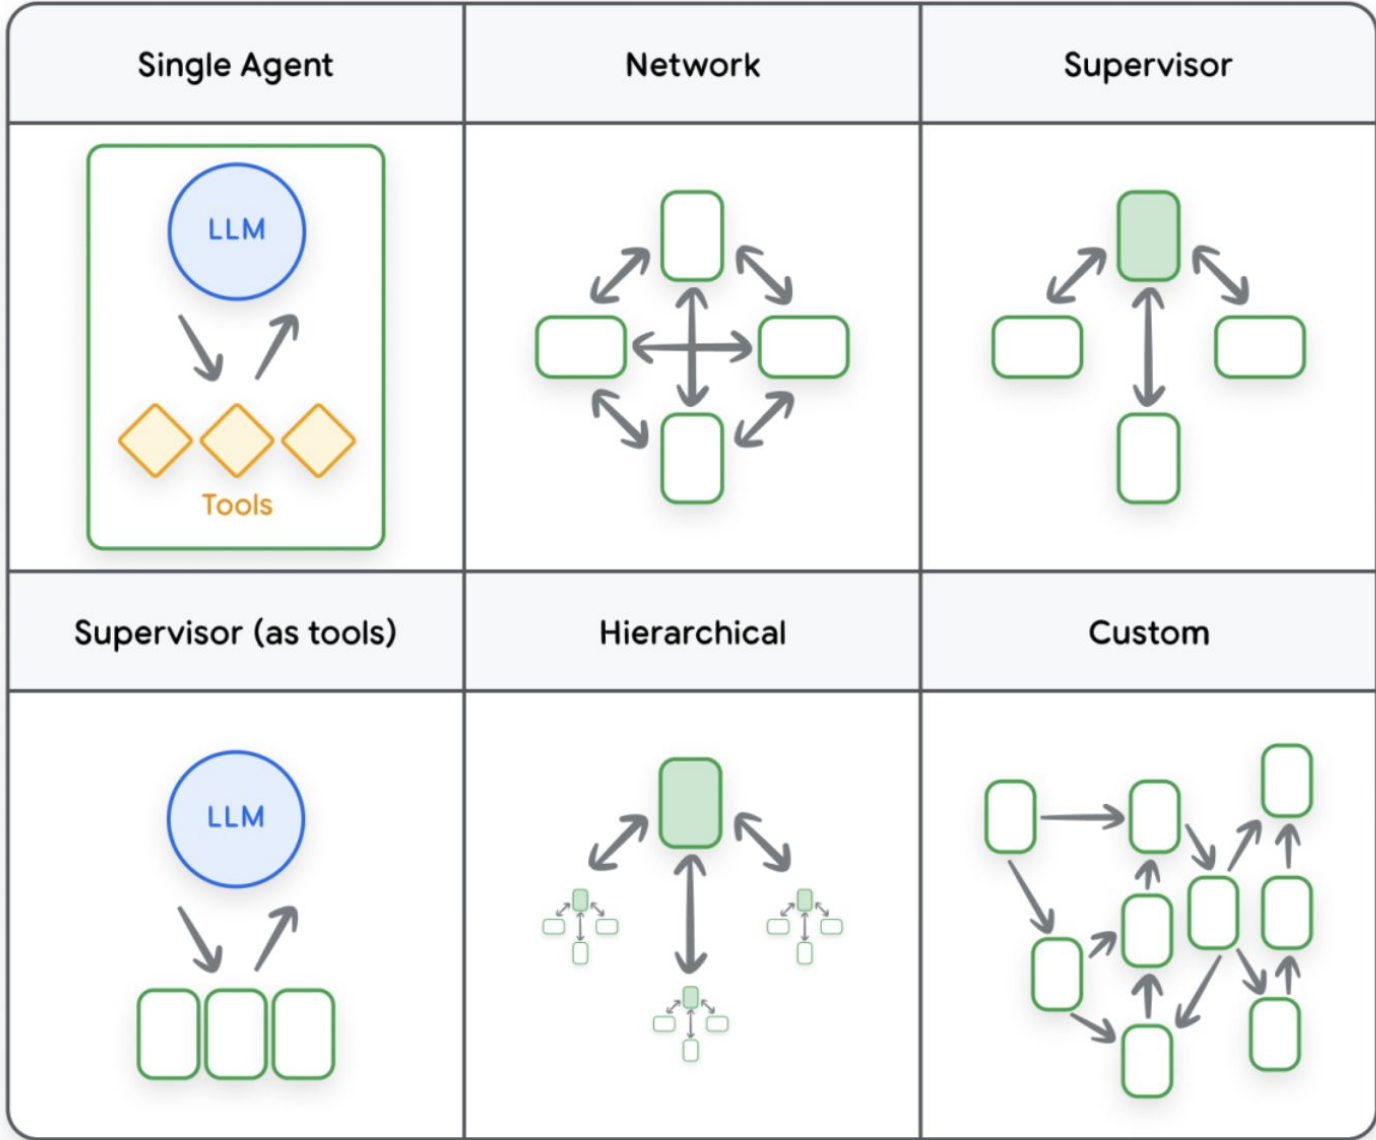 Single Agent
Network
Supervisor
LLM
Tools
Supervisor (as tools)
Hierarchical
Custom
LLM